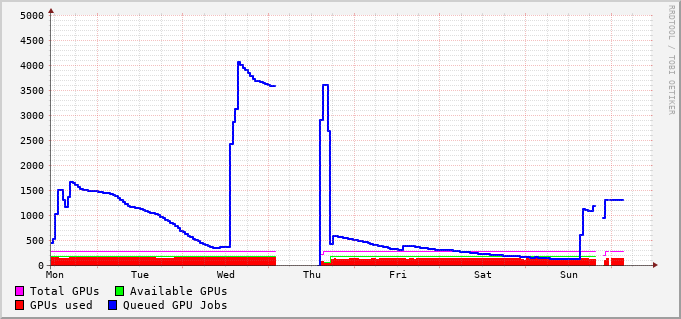 5000
4500
4000
3500
3000
2500
2000
1500
1000
500
0
Mon Tue Wed Thu Fri Sat Sun
Total GPUs Available GPUs
GPUs used Queued GPU Jobs
RRDTOOL / TOBI OETIKER